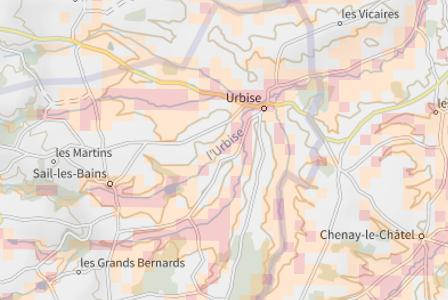 les Vicaires
Urbise
l'Urbise
les Martins
Sail-les-Bains
Chenay-le-Châtel
les Grands Bernards